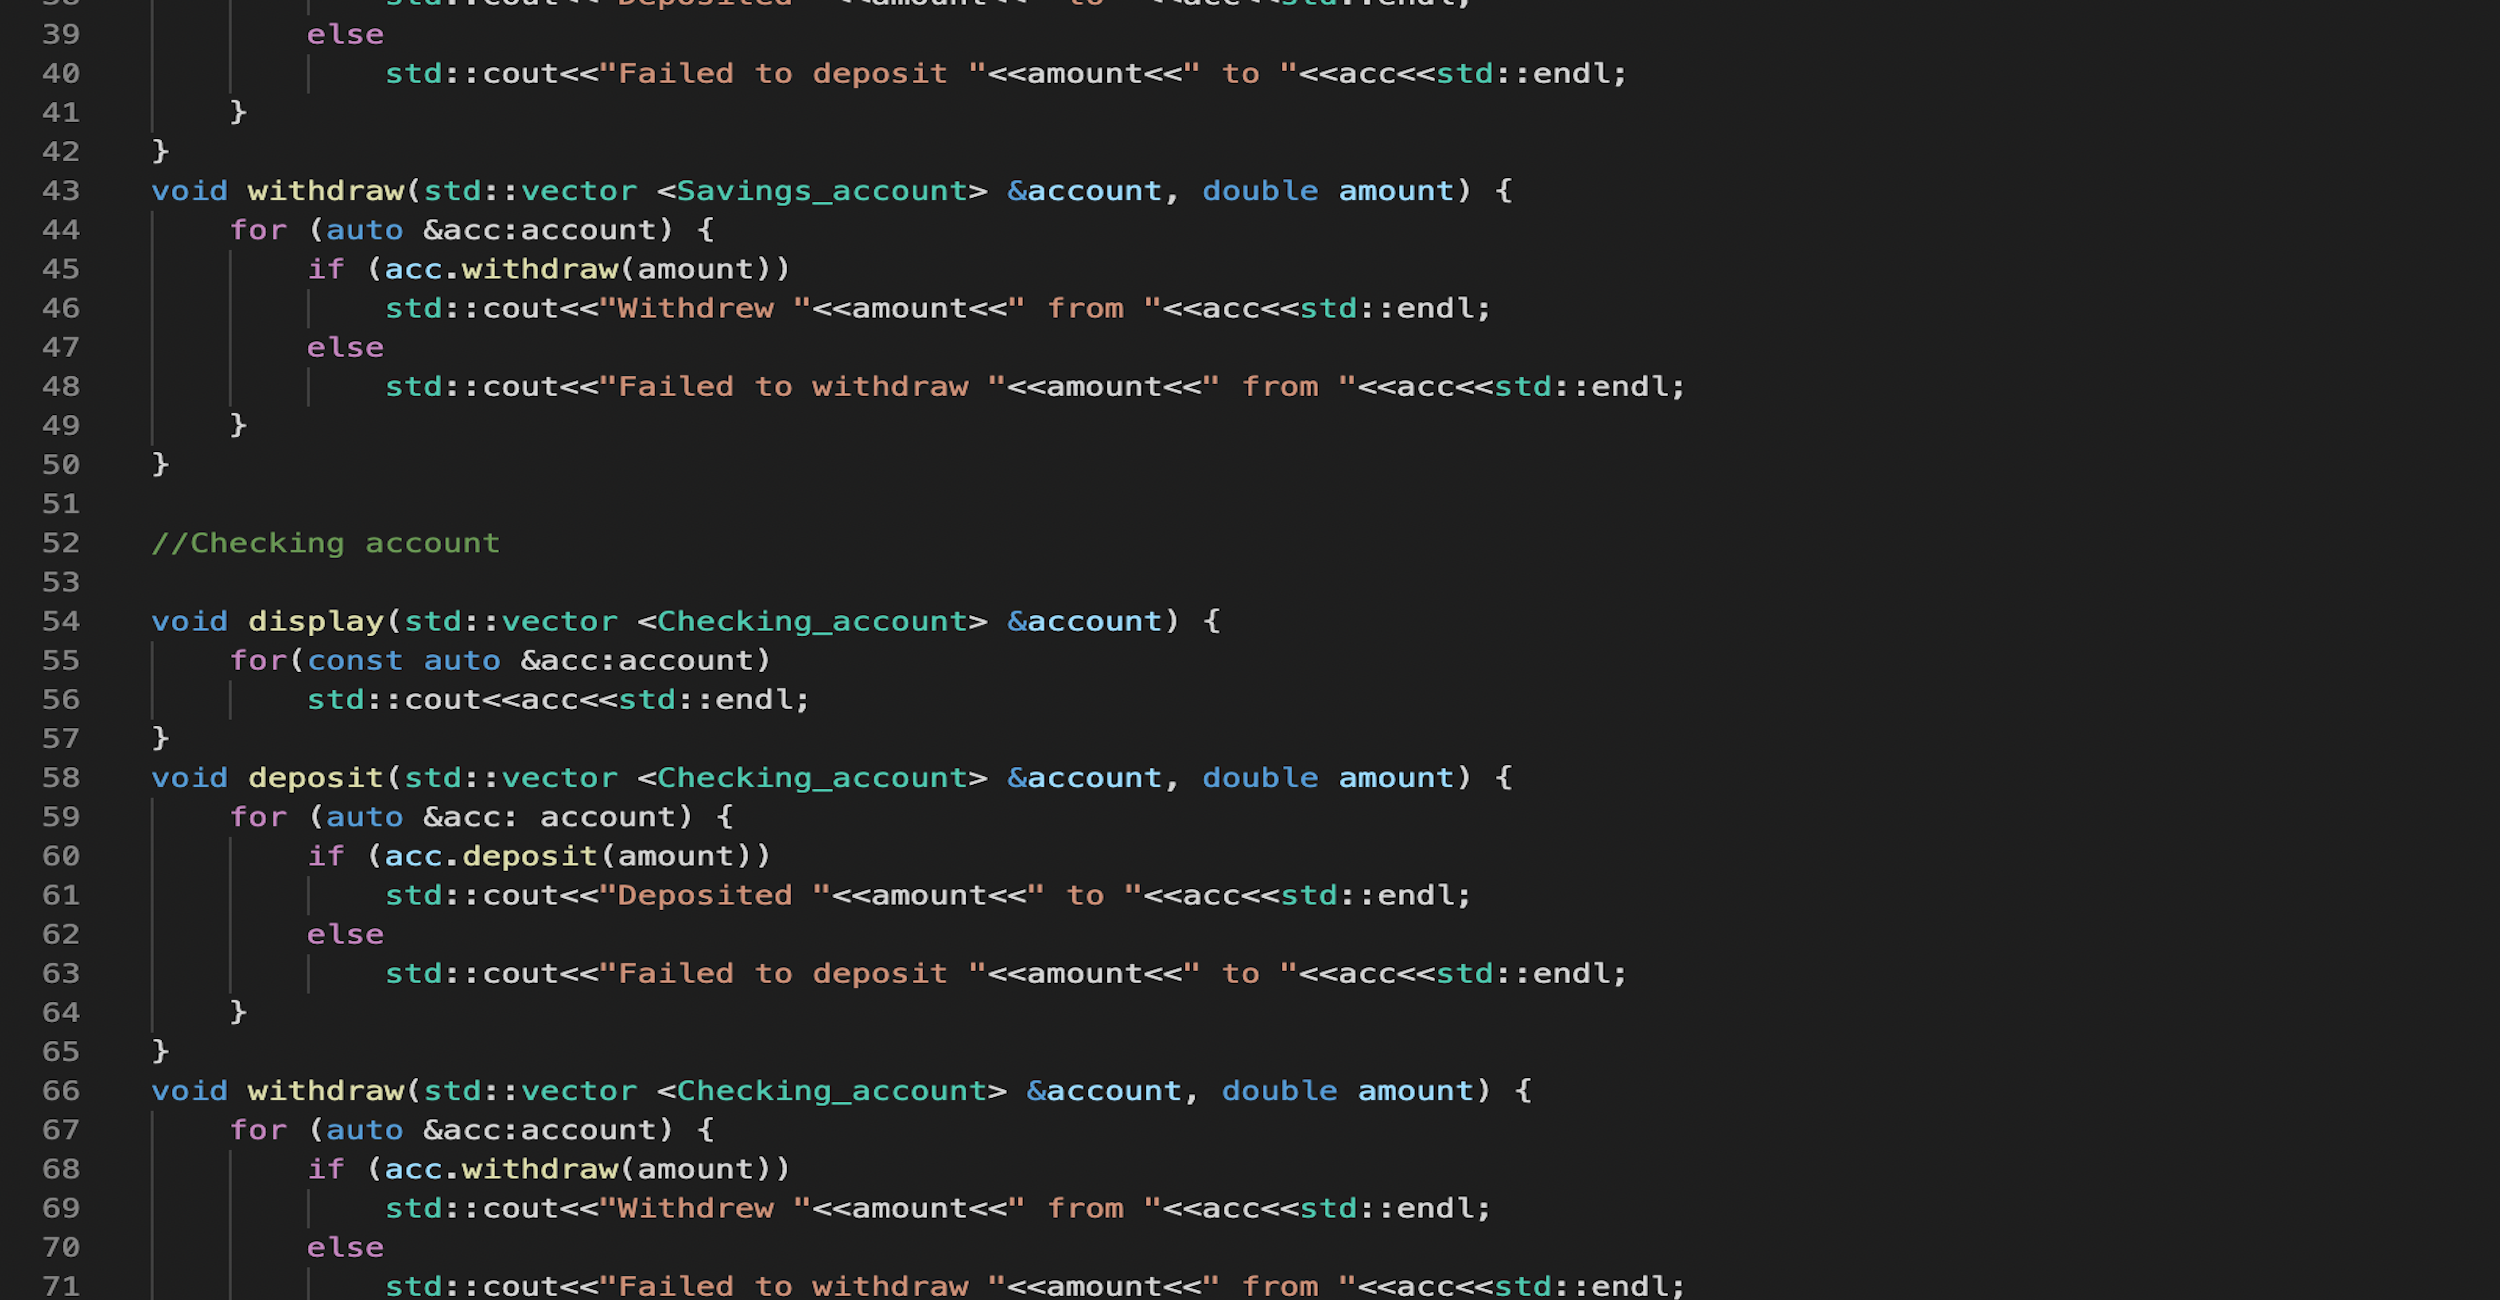 38 std::cout<<"Deposited "<<amount<<" to "<<acc<<std::endl;
39 else
40 std::cout<<"Failed to deposit "<<amount<<" to "<<acc<<std::endl;
41 }
42 }
43 void withdraw(std::vector <Savings_account> &account, double amount) {
44 for (auto &acc:account) {
45 if (acc.withdraw(amount))
46 std::cout<<"Withdrew "<<amount<<" from "<<acc<<std::endl;
47 else
48 std::cout<<"Failed to withdraw "<<amount<<" from "<<acc<<std::endl;
49 }
50 }
51
52 //Checking account
53
54 void display(std::vector <Checking_account> &account) {
55 for(const auto &acc:account)
56 std::cout<<acc<<std::endl;
57 }
58 void deposit(std::vector <Checking_account> &account, double amount) {
59 for (auto &acc: account) {
60 if (acc.deposit(amount))
61 std::cout<<"Deposited "<<amount<<" to "<<acc<<std::endl;
62 else
63 std::cout<<"Failed to deposit "<<amount<<" to "<<acc<<std::endl;
64 }
65 }
66 void withdraw(std::vector <Checking_account> &account, double amount) {
67 for (auto &acc:account) {
68 if (acc.withdraw(amount))
69 std::cout<<"Withdrew "<<amount<<" from "<<acc<<std::endl;
70 else
71 std::cout<<"Failed to withdraw "<<amount<<" from "<<acc<<std::endl;